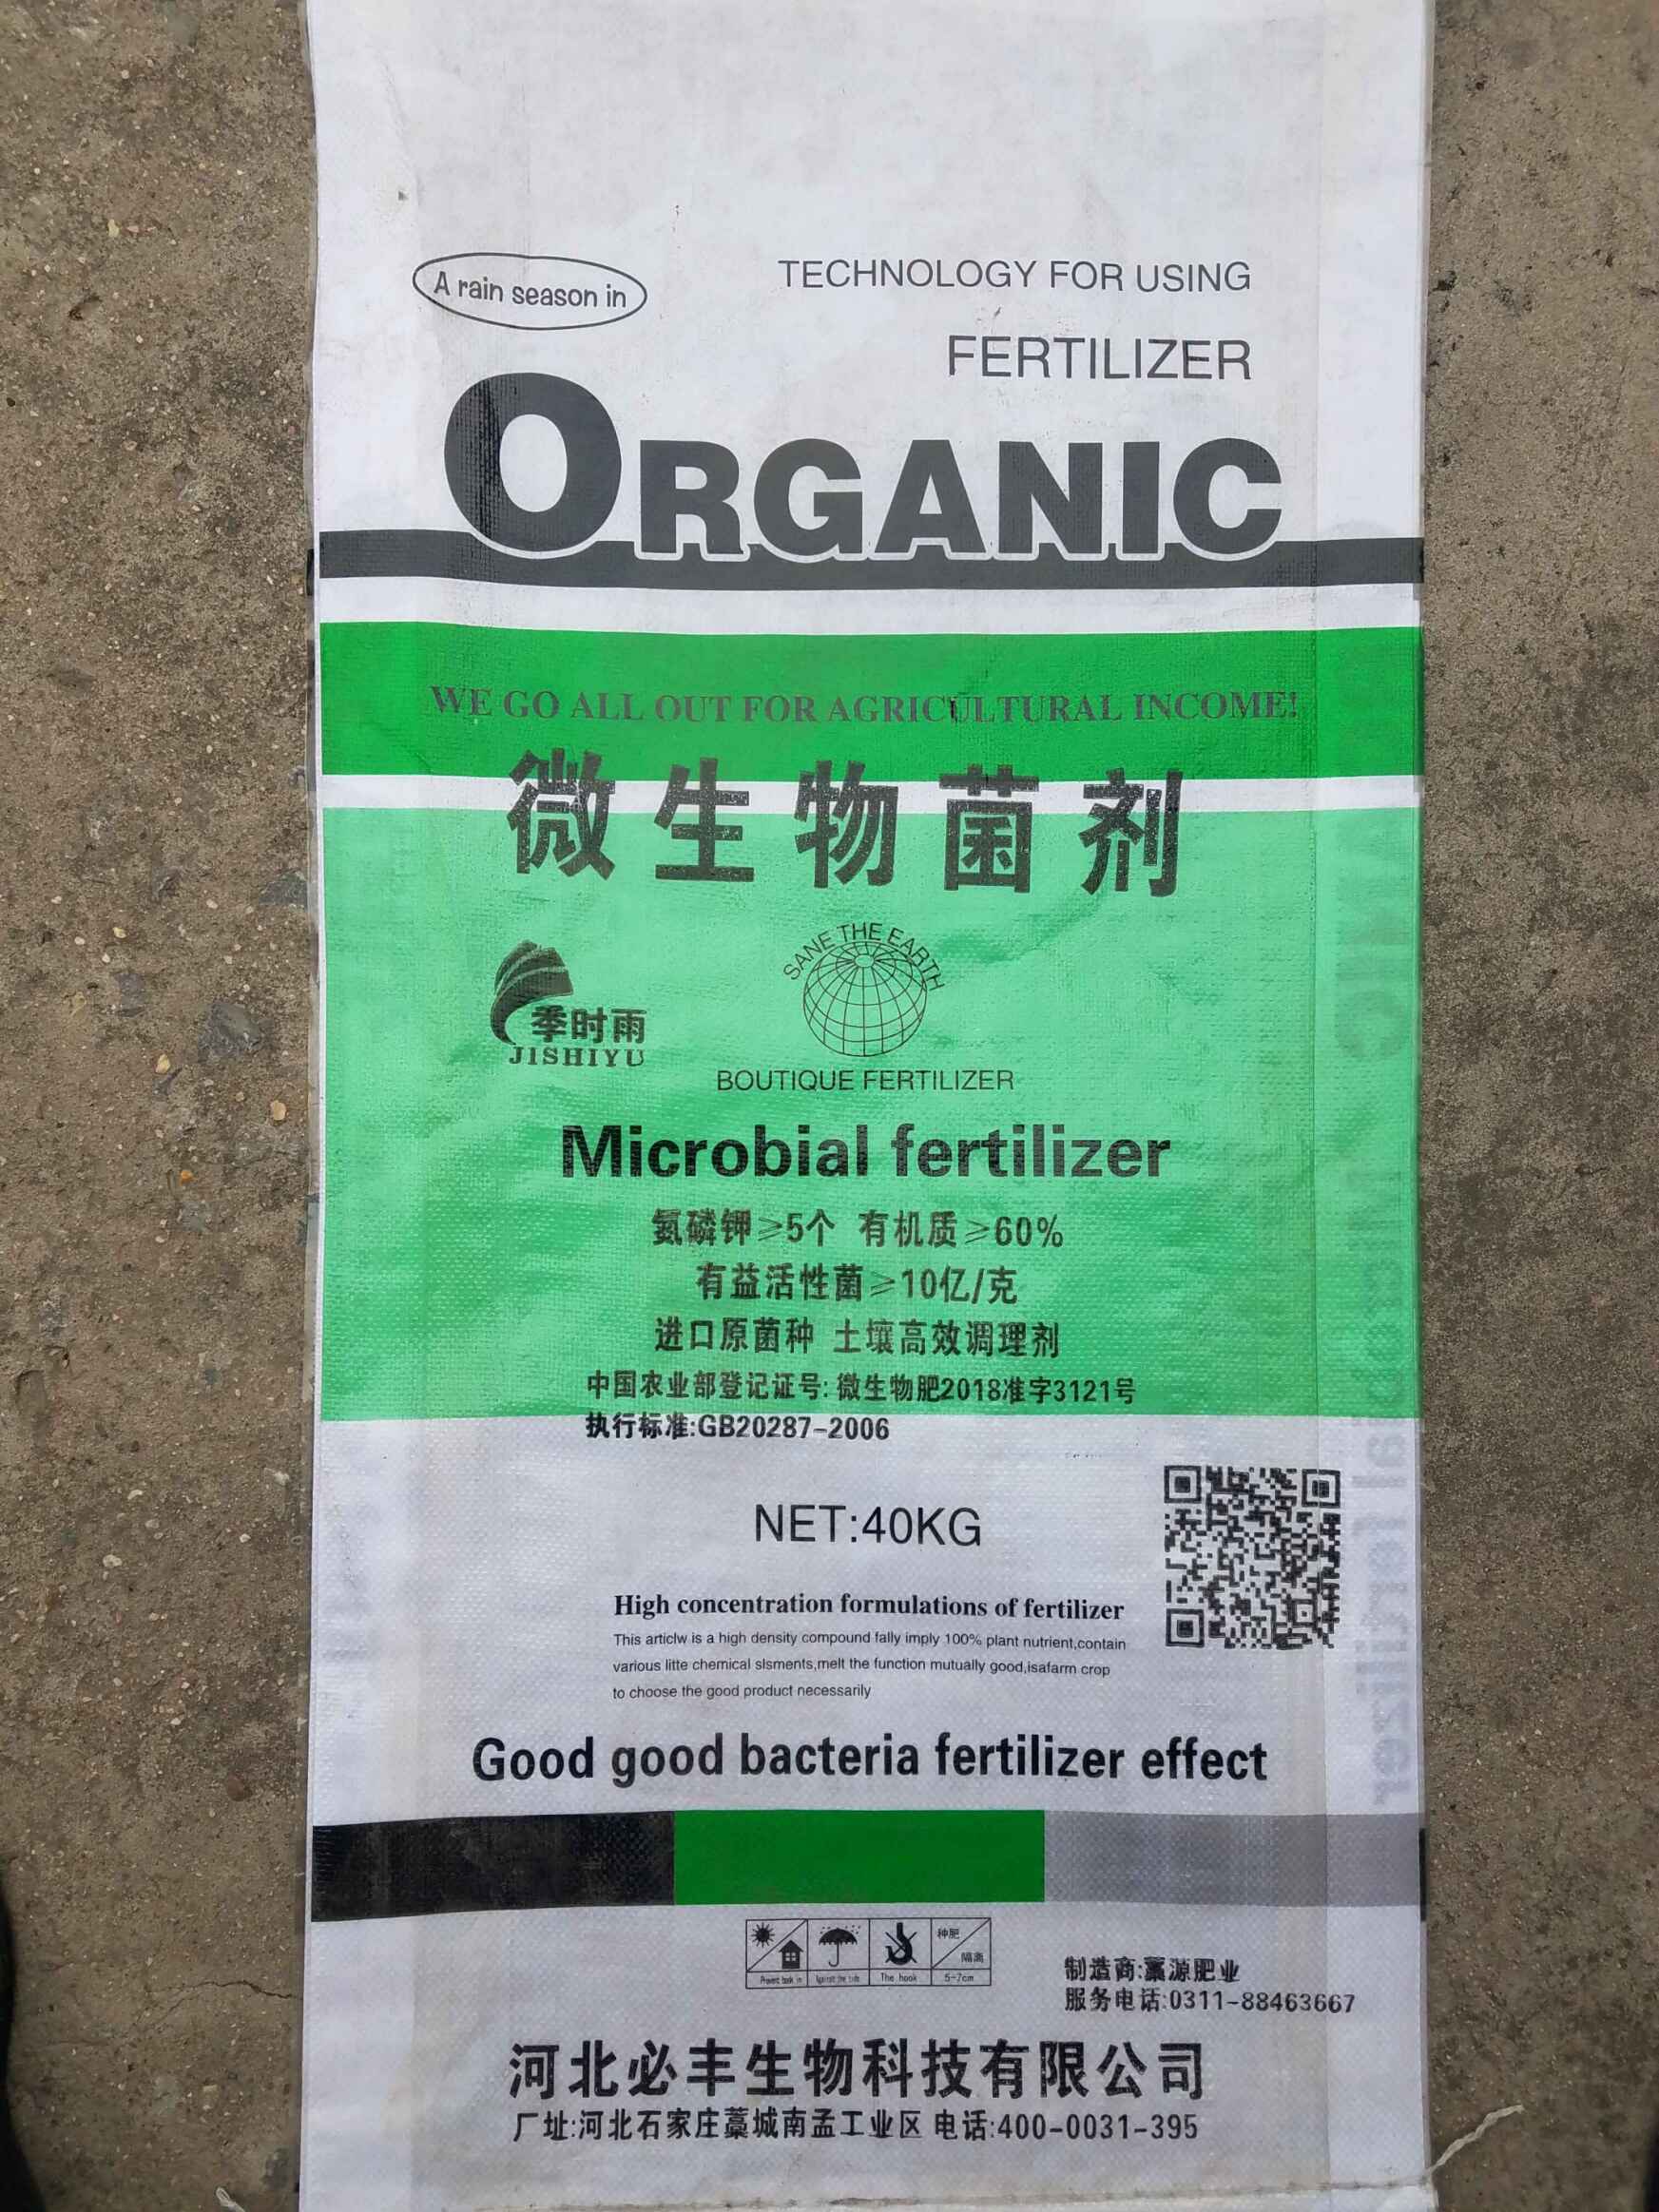 A rain season in
TECHNOLOGY FOR USING
FERTILIZER
ORGANIC
WE GO ALL OUT FOR AGRICULTURAL INCOME!
微生物菌剂
SANE THE EARTH
季时雨
JISHIYU
BOUTIQUE FERTILIZER
Microbial fertilizer
氮磷钾≥5个 有机质≥60%
有益活性菌≥10亿/克
进口原菌种 土壤高效调理剂
中国农业部登记证号:微生物肥2018准字3121号
执行标准:GB20287-2006
NET:40KG
High concentration formulations of fertilizer
This articlw is a high density compound fally imply 100% plant nutrient,contain
various litte chemical slsments,melt the function mutually good,isafarm crop
to choose the good product necessarily
Good good bacteria fertilizer effect
种肥
隔离
The hook
5-7cm
制造商:藁源肥业
服务电话:0311-88463667
河北必丰生物科技有限公司
厂址:河北石家庄藁城南孟工业区 电话:400-0031-395